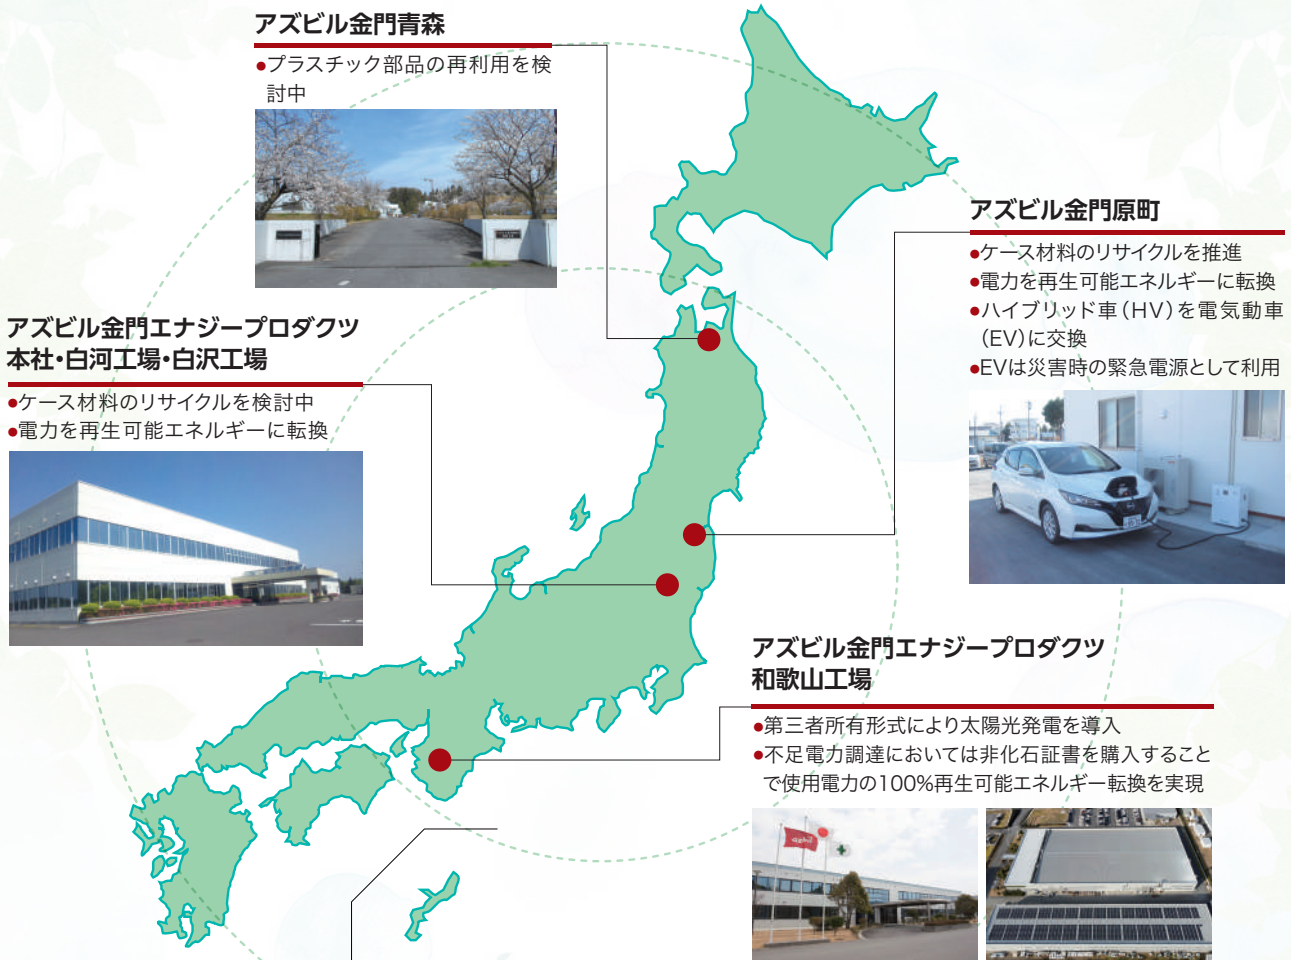 アズビル金門青森
●プラスチック部品の再利用を検
討中
アズビル金門原町
●ケース材料のリサイクルを推進
●電力を再生可能エネルギーに転換
●ハイブリッド車（HV）を電気動車
（EV）に交換
●EVは災害時の緊急電源として利用
アズビル金門エナジープロダクツ
本社・白河工場・白沢工場
●ケース材料のリサイクルを検討中
●電力を再生可能エネルギーに転換
アズビル金門エナジープロダクツ
和歌山工場
●第三者所有形式により太陽光発電を導入
●不足電力調達においては非化石証書を購入すること
で使用電力の100%再生可能エネルギー転換を実現